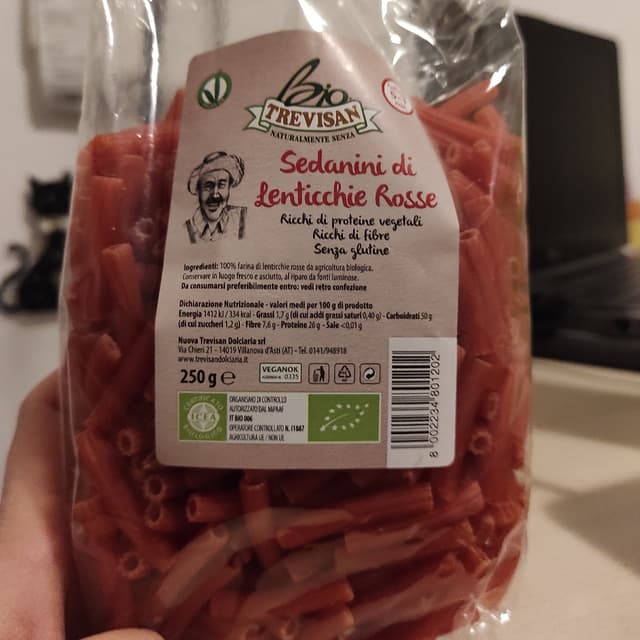 bio
TREVISAN
NATURALMENTE SENZA
Sedanini di
Lenticchie Rosse
Ricchi di proteine vegetali
Ricchi di fibre
Senza glutine
Ingredienti: 100% farina di lenticchie rosse da agricoltura biologica.
Conservare in luogo fresco e asciutto, al riparo da fonti luminose.
Da consumarsi preferibilmente entro: vedi retro confezione
Dichiarazione Nutrizionale - valori medi per 100 g di prodotto
Energia 1412 kJ / 334 kcal - Grassi 1,7 g (di cui acidi grassi saturi 0,40 g) - Carboidrati 50 g
(di cui zuccheri 1,2 g) - Fibre 7,6 g - Proteine 26 g - Sale <0,01 g
Nuova Trevisan Dolciaria srl
Via Chieri 21 - 14019 Villanova d'Asti (AT) - Tel. 0141/948918
www.trevisandolciaria.it
250 g e
VEGANOK
0335
ORGANISMO DI CONTROLLO
AUTORIZZATO DAL MiPAAF
IT BIO 006
OPERATORE CONTROLLATO N. I1887
AGRICOLTURA UE / NON UE
ICEA
8 002234 801202